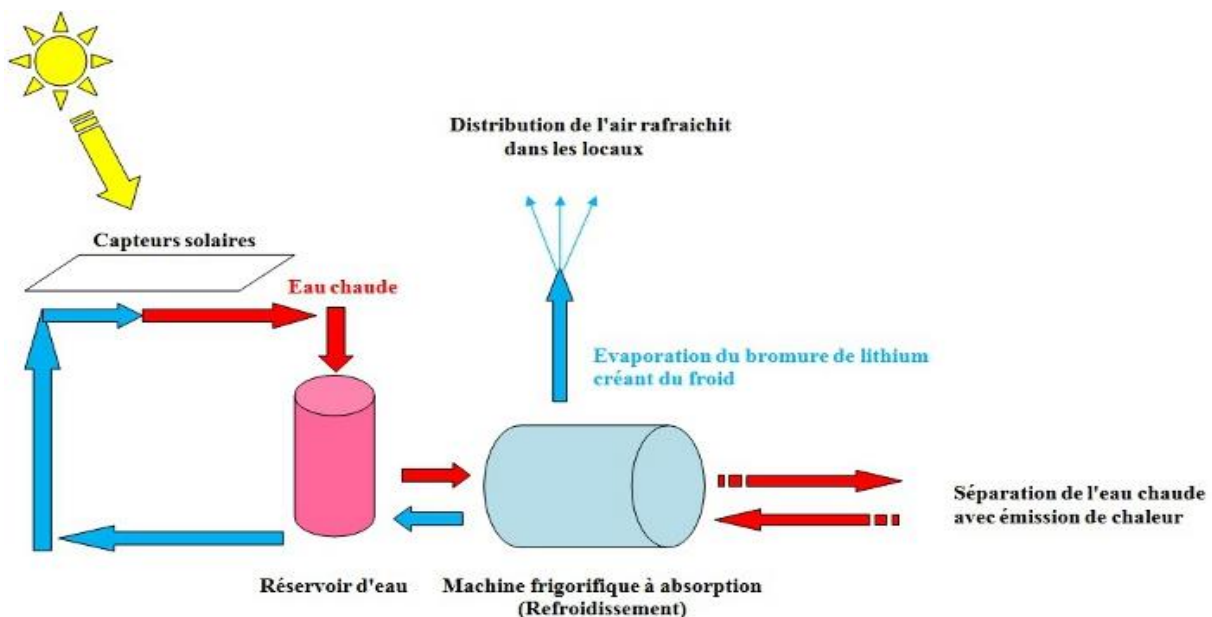 Distribution de l'air rafraichit
dans les locaux
Capteurs solaires
Eau chaude
Evaporation du bromure de lithium
créant du froid
Séparation de l'eau chaude
avec émission de chaleur
Réservoir d'eau
Machine frigorifique à absorption
(Refroidissement)